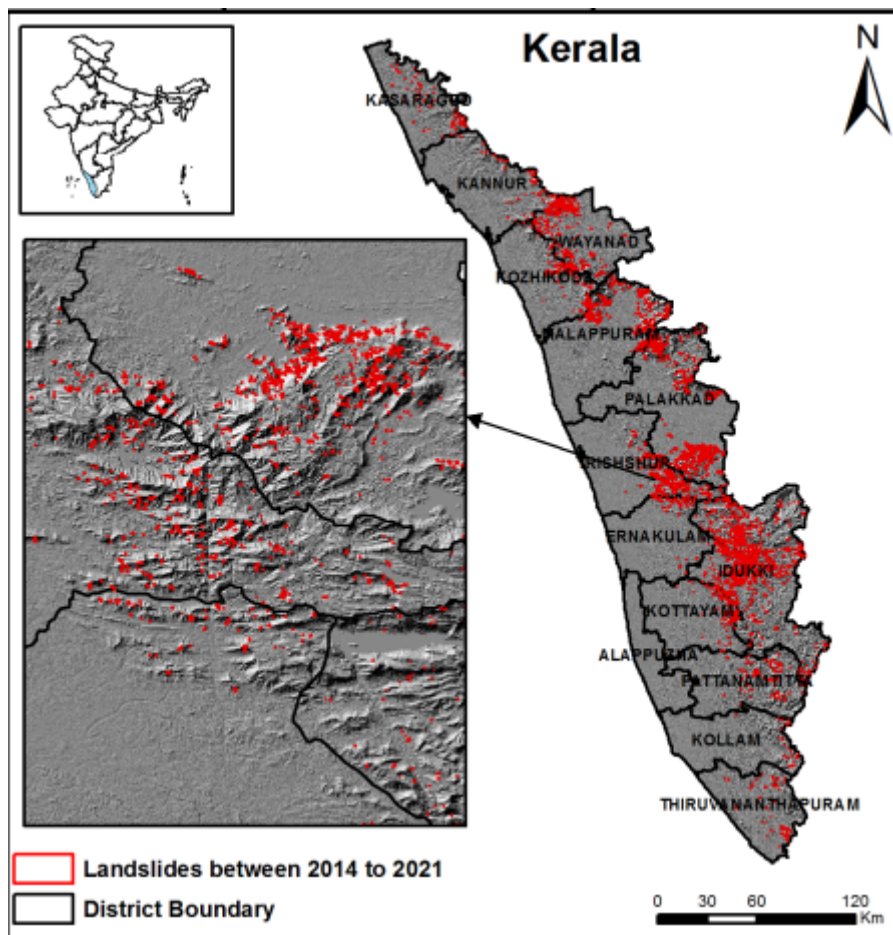 Kerala
N
KASARAGOD
KANNUR
WAYANAD
KOZHIKODE
MALAPPURAM
PALAKKAD
TRISHSHUR
ERNAKULAM
IDUKKI
KOTTAYAM
ALAPPUZHA
PATTANAMTITTA
KOLLAM
THIRUVANANTHAPURAM
Landslides between 2014 to 2021
District Boundary
0 30 60 120
Km